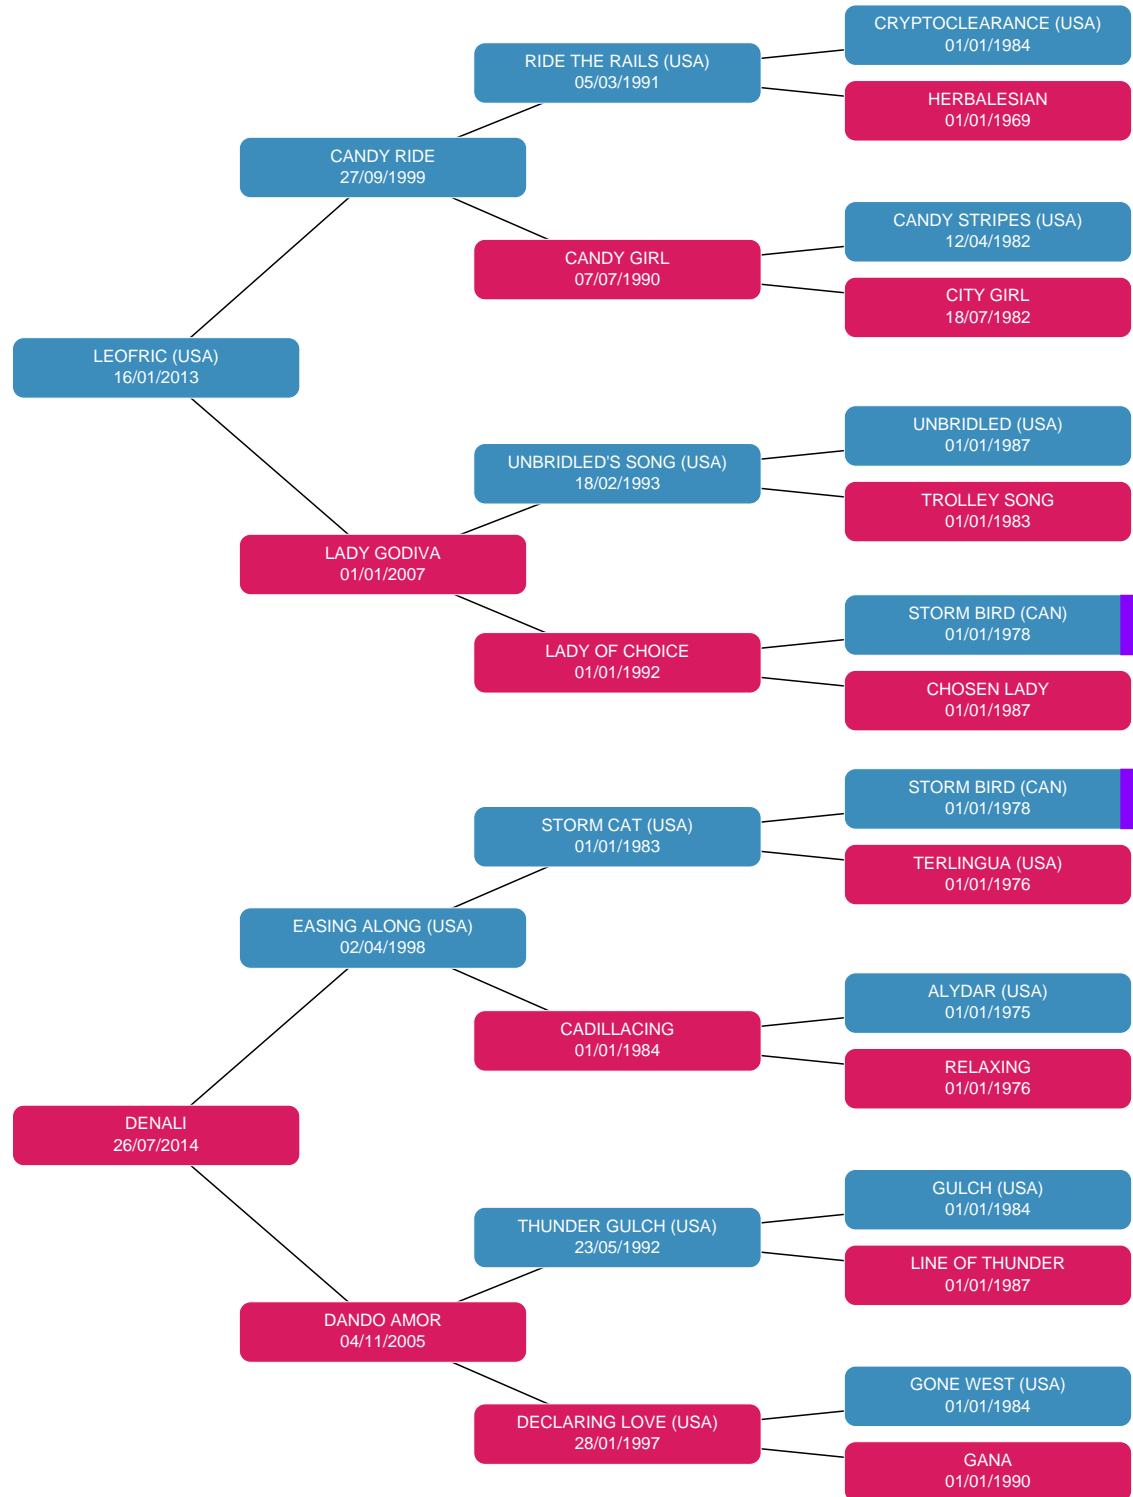 CRYPTOCLEARANCE (USA)
01/01/1984
RIDE THE RAILS (USA)
05/03/1991
HERBALESIAN
01/01/1969
CANDY RIDE
27/09/1999
CANDY STRIPES (USA)
12/04/1982
CANDY GIRL
07/07/1990
CITY GIRL
18/07/1982
LEOFRIC (USA)
16/01/2013
UNBRIDLED (USA)
01/01/1987
UNBRIDLED'S SONG (USA)
18/02/1993
TROLLEY SONG
01/01/1983
LADY GODIVA
01/01/2007
STORM BIRD (CAN)
01/01/1978
LADY OF CHOICE
01/01/1992
CHOSEN LADY
01/01/1987
STORM BIRD (CAN)
01/01/1978
STORM CAT (USA)
01/01/1983
TERLINGUA (USA)
01/01/1976
EASING ALONG (USA)
02/04/1998
ALYDAR (USA)
01/01/1975
CADILLACING
01/01/1984
RELAXING
01/01/1976
DENALI
26/07/2014
GULCH (USA)
01/01/1984
THUNDER GULCH (USA)
23/05/1992
LINE OF THUNDER
01/01/1987
DANDO AMOR
04/11/2005
GONE WEST (USA)
01/01/1984
DECLARING LOVE (USA)
28/01/1997
GANA
01/01/1990